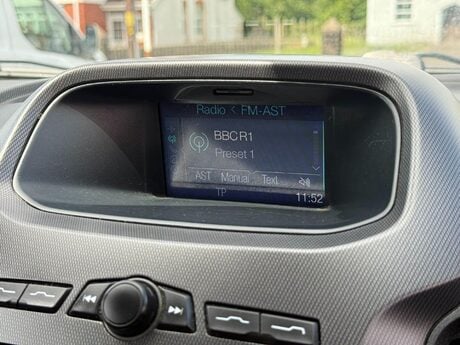 Radio < FM-AST
BBC R1
Preset 1
AST Manual Text
TP 11:52